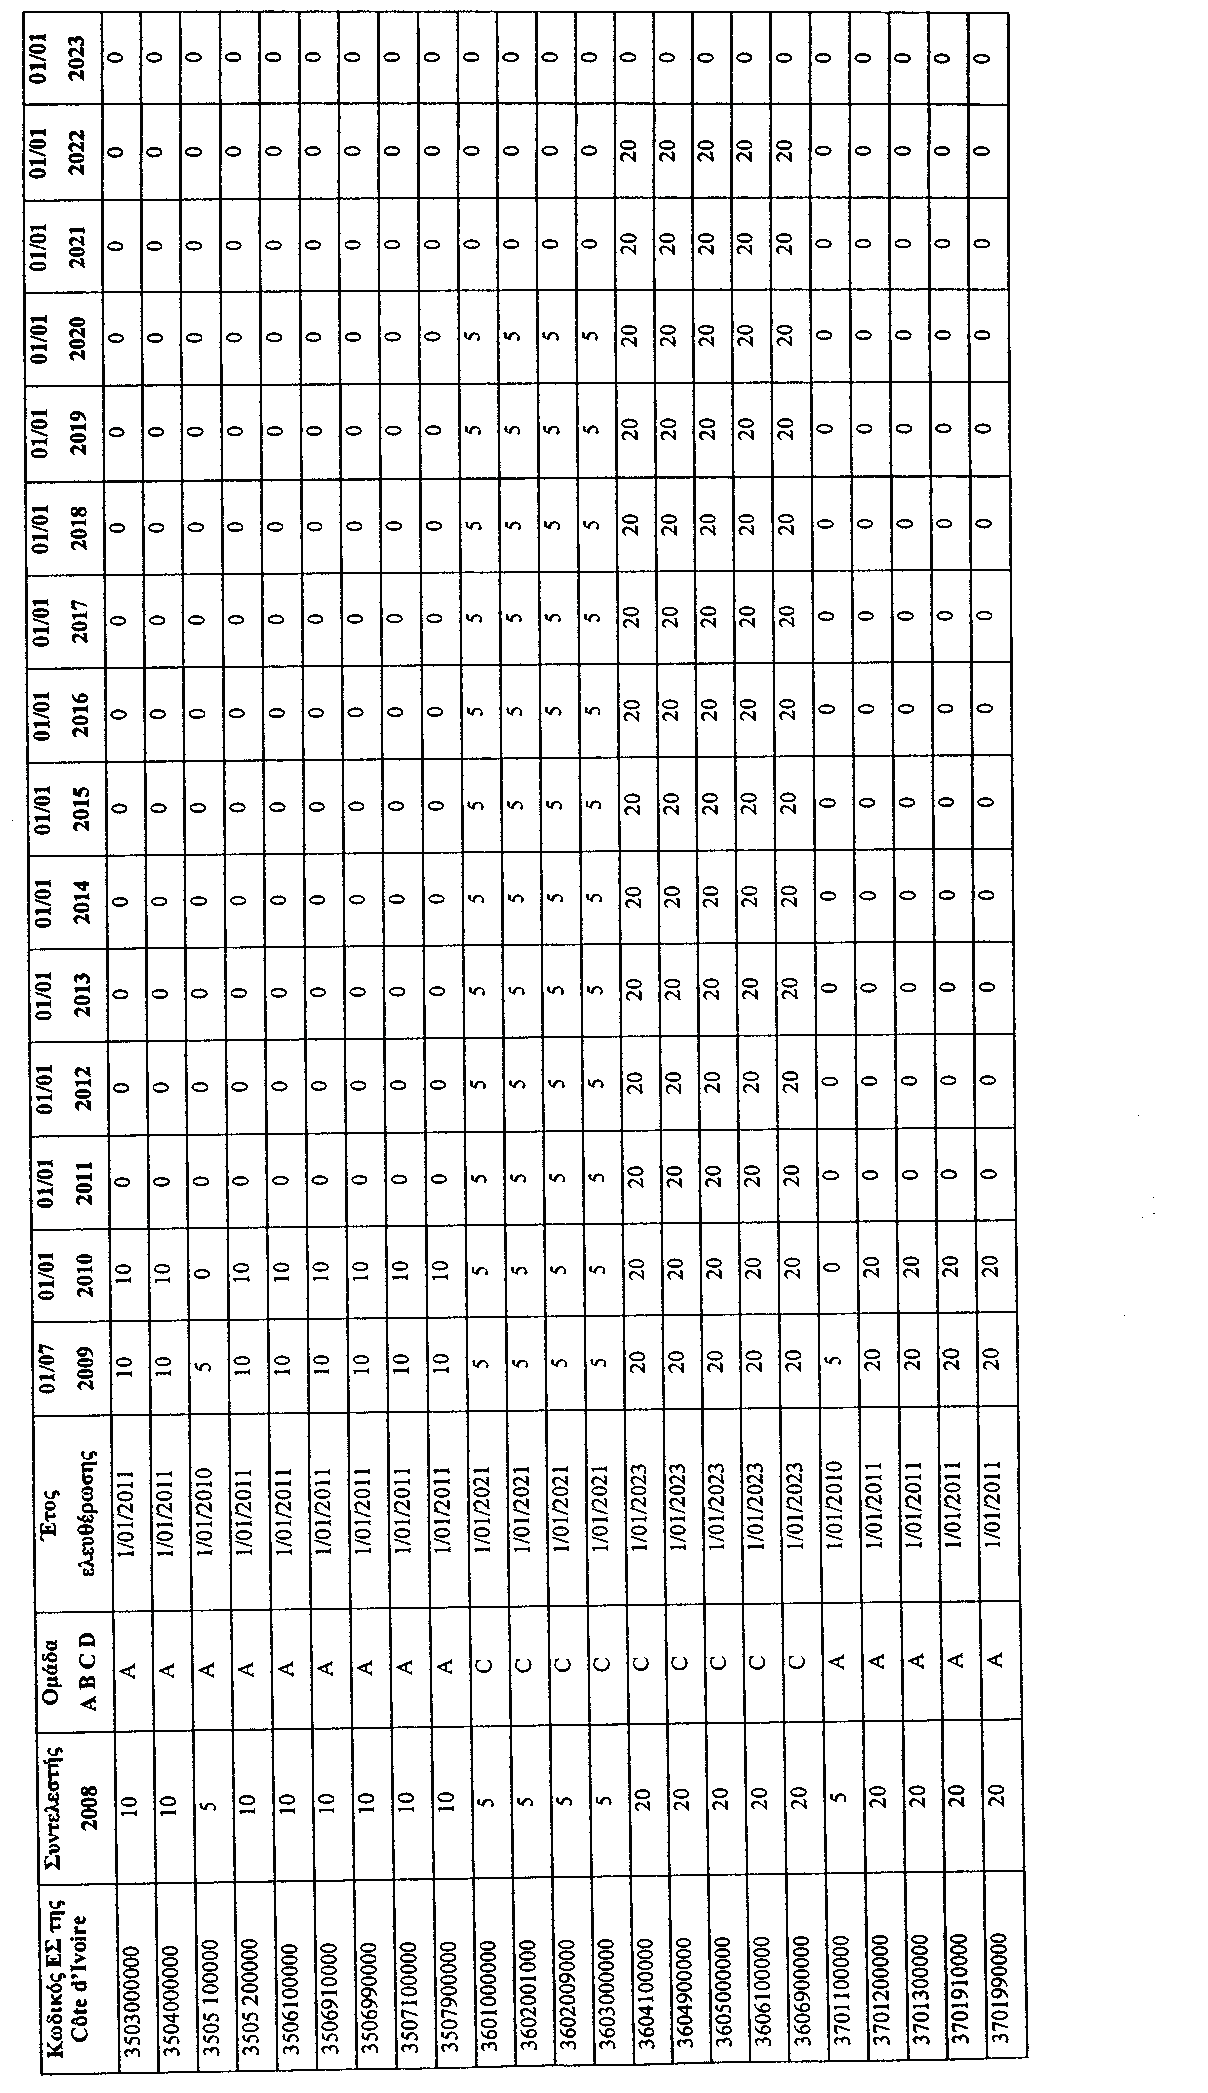 Κωδικός ΕΣ της Côte d'Ivoire | Συντελεστής 2008 | Ομάδα A B C D | Έτος ελευθέρωσης | 01/07 2009 | 01/01 2010 | 01/01 2011 | 01/01 2012 | 01/01 2013 | 01/01 2014 | 01/01 2015 | 01/01 2016 | 01/01 2017 | 01/01 2018 | 01/01 2019 | 01/01 2020 | 01/01 2021 | 01/01 2022 | 01/01 2023
3503000000 | 10 | A | 1/01/2011 | 10 | 10 | 0 | 0 | 0 | 0 | 0 | 0 | 0 | 0 | 0 | 0 | 0 | 0 | 0
3504000000 | 10 | A | 1/01/2011 | 10 | 10 | 0 | 0 | 0 | 0 | 0 | 0 | 0 | 0 | 0 | 0 | 0 | 0 | 0
3505 100000 | 5 | A | 1/01/2010 | 5 | 0 | 0 | 0 | 0 | 0 | 0 | 0 | 0 | 0 | 0 | 0 | 0 | 0 | 0
3505 200000 | 10 | A | 1/01/2011 | 10 | 10 | 0 | 0 | 0 | 0 | 0 | 0 | 0 | 0 | 0 | 0 | 0 | 0 | 0
3506100000 | 10 | A | 1/01/2011 | 10 | 10 | 0 | 0 | 0 | 0 | 0 | 0 | 0 | 0 | 0 | 0 | 0 | 0 | 0
3506910000 | 10 | A | 1/01/2011 | 10 | 10 | 0 | 0 | 0 | 0 | 0 | 0 | 0 | 0 | 0 | 0 | 0 | 0 | 0
3506990000 | 10 | A | 1/01/2011 | 10 | 10 | 0 | 0 | 0 | 0 | 0 | 0 | 0 | 0 | 0 | 0 | 0 | 0 | 0
3507100000 | 10 | A | 1/01/2011 | 10 | 10 | 0 | 0 | 0 | 0 | 0 | 0 | 0 | 0 | 0 | 0 | 0 | 0 | 0
3507900000 | 10 | A | 1/01/2011 | 10 | 10 | 0 | 0 | 0 | 0 | 0 | 0 | 0 | 0 | 0 | 0 | 0 | 0 | 0
3601000000 | 5 | C | 1/01/2021 | 5 | 5 | 5 | 5 | 5 | 5 | 5 | 5 | 5 | 5 | 5 | 5 | 0 | 0 | 0
3602001000 | 5 | C | 1/01/2021 | 5 | 5 | 5 | 5 | 5 | 5 | 5 | 5 | 5 | 5 | 5 | 5 | 0 | 0 | 0
3602009000 | 5 | C | 1/01/2021 | 5 | 5 | 5 | 5 | 5 | 5 | 5 | 5 | 5 | 5 | 5 | 5 | 0 | 0 | 0
3603000000 | 5 | C | 1/01/2021 | 5 | 5 | 5 | 5 | 5 | 5 | 5 | 5 | 5 | 5 | 5 | 5 | 0 | 0 | 0
3604100000 | 20 | C | 1/01/2023 | 20 | 20 | 20 | 20 | 20 | 20 | 20 | 20 | 20 | 20 | 20 | 20 | 20 | 20 | 0
3604900000 | 20 | C | 1/01/2023 | 20 | 20 | 20 | 20 | 20 | 20 | 20 | 20 | 20 | 20 | 20 | 20 | 20 | 20 | 0
3605000000 | 20 | C | 1/01/2023 | 20 | 20 | 20 | 20 | 20 | 20 | 20 | 20 | 20 | 20 | 20 | 20 | 20 | 20 | 0
3606100000 | 20 | C | 1/01/2023 | 20 | 20 | 20 | 20 | 20 | 20 | 20 | 20 | 20 | 20 | 20 | 20 | 20 | 20 | 0
3606900000 | 20 | C | 1/01/2023 | 20 | 20 | 20 | 20 | 20 | 20 | 20 | 20 | 20 | 20 | 20 | 20 | 20 | 20 | 0
3701100000 | 5 | A | 1/01/2010 | 5 | 0 | 0 | 0 | 0 | 0 | 0 | 0 | 0 | 0 | 0 | 0 | 0 | 0 | 0
3701200000 | 20 | A | 1/01/2011 | 20 | 20 | 0 | 0 | 0 | 0 | 0 | 0 | 0 | 0 | 0 | 0 | 0 | 0 | 0
3701300000 | 20 | A | 1/01/2011 | 20 | 20 | 0 | 0 | 0 | 0 | 0 | 0 | 0 | 0 | 0 | 0 | 0 | 0 | 0
3701910000 | 20 | A | 1/01/2011 | 20 | 20 | 0 | 0 | 0 | 0 | 0 | 0 | 0 | 0 | 0 | 0 | 0 | 0 | 0
3701990000 | 20 | A | 1/01/2011 | 20 | 20 | 0 | 0 | 0 | 0 | 0 | 0 | 0 | 0 | 0 | 0 | 0 | 0 | 0